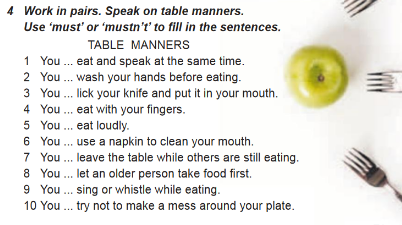 4 Work in pairs. Speak on table manners.
Use ‘must’ or ‘mustn’t’ to fill in the sentences.
TABLE MANNERS
1 You ... eat and speak at the same time.
2 You ... wash your hands before eating.
3 You ... lick your knife and put it in your mouth.
4 You ... eat with your fingers.
5 You ... eat loudly.
6 You ... use a napkin to clean your mouth.
7 You ... leave the table while others are still eating.
8 You ... let an older person take food first.
9 You ... sing or whistle while eating.
10 You ... try not to make a mess around your plate.